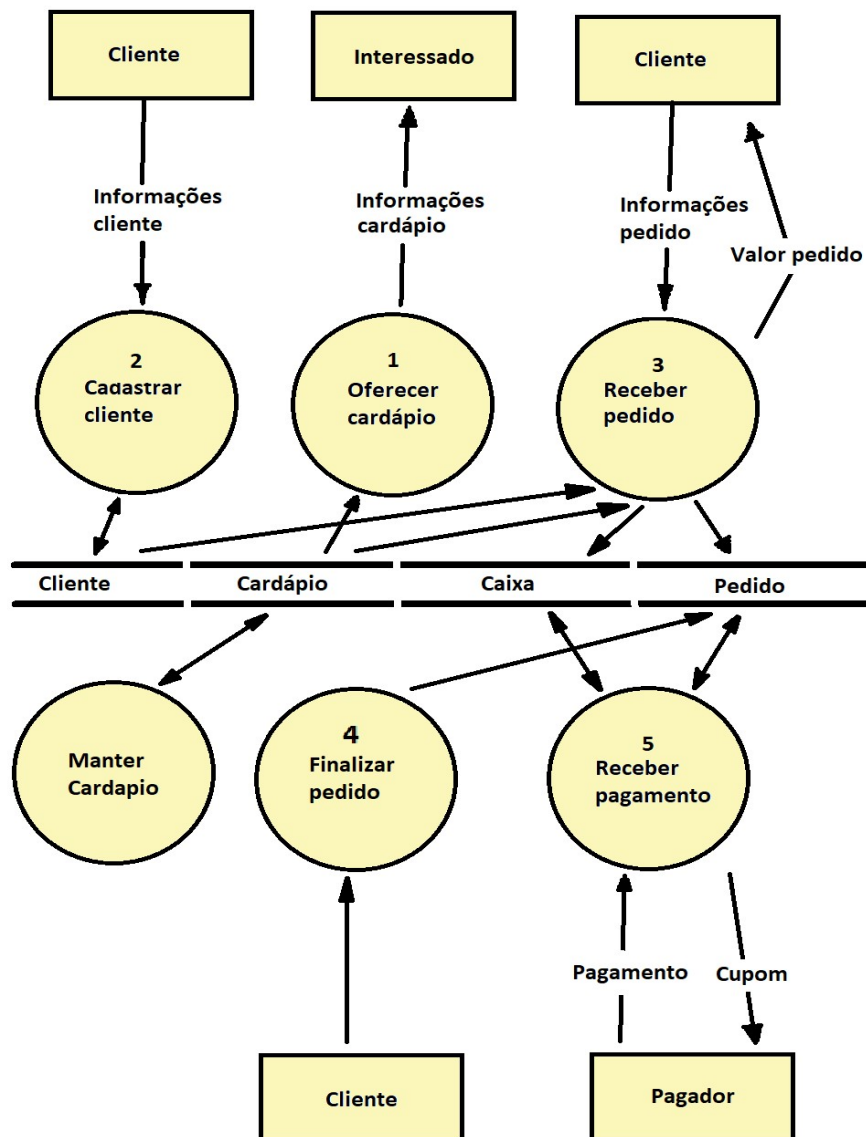 Cliente
Interessado
Cliente
Informações
cliente
Informações
cardápio
Informações
pedido
Valor pedido
2
Cadastrar
cliente
1
Oferecer
cardápio
3
Receber
pedido
Cliente
Cardápio
Caixa
Pedido
Manter
Cardapio
4
Finalizar
pedido
5
Receber
pagamento
Pagamento
Cupom
Cliente
Pagador